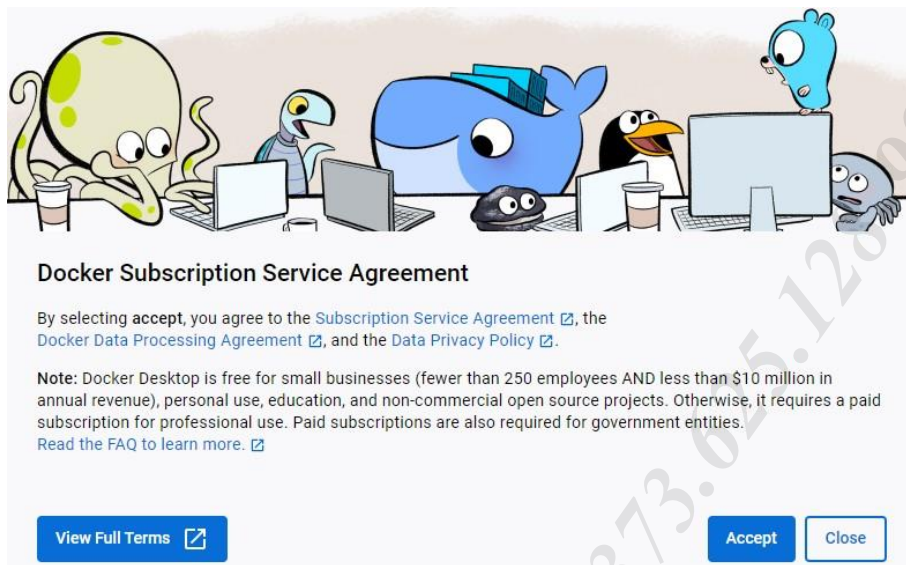 Docker Subscription Service Agreement
By selecting accept, you agree to the Subscription Service Agreement, the
Docker Data Processing Agreement, and the Data Privacy Policy.
Note: Docker Desktop is free for small businesses (fewer than 250 employees AND less than $10 million in
annual revenue), personal use, education, and non-commercial open source projects. Otherwise, it requires a paid
subscription for professional use. Paid subscriptions are also required for government entities.
Read the FAQ to learn more.
View Full Terms
Accept
Close